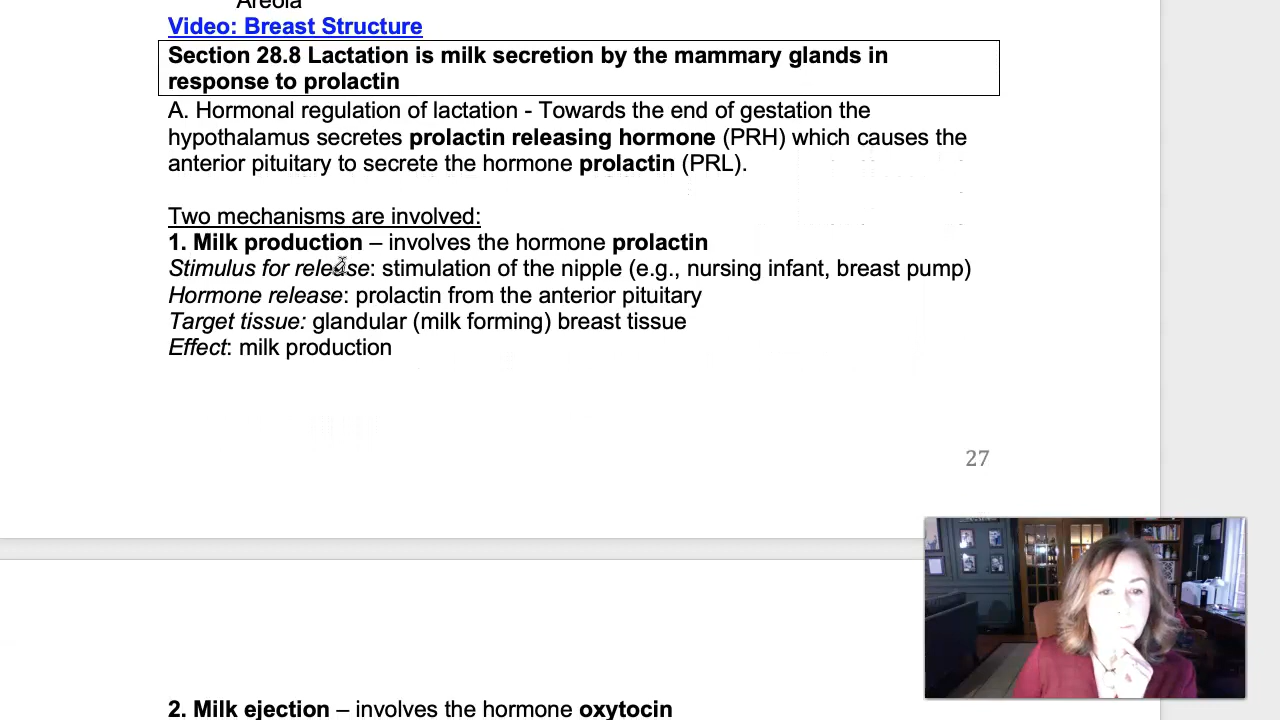 Areola
Video: Breast Structure
Section 28.8 Lactation is milk secretion by the mammary glands in
response to prolactin
A. Hormonal regulation of lactation - Towards the end of gestation the
hypothalamus secretes prolactin releasing hormone (PRH) which causes the
anterior pituitary to secrete the hormone prolactin (PRL).
Two mechanisms are involved:
1. Milk production – involves the hormone prolactin
Stimulus for release: stimulation of the nipple (e.g., nursing infant, breast pump)
Hormone release: prolactin from the anterior pituitary
Target tissue: glandular (milk forming) breast tissue
Effect: milk production
27
2. Milk ejection – involves the hormone oxytocin